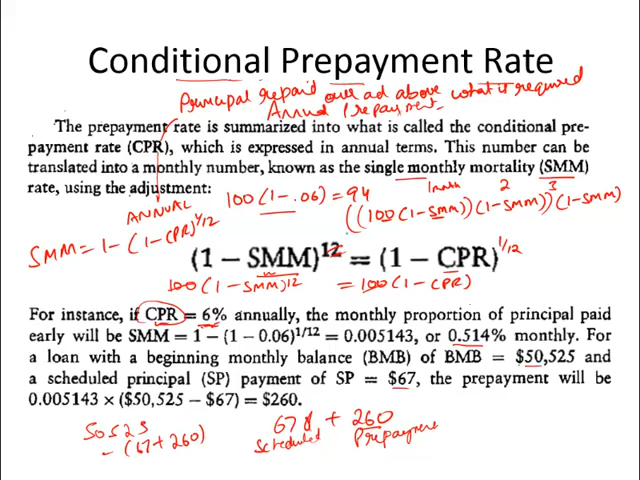 Conditional Prepayment Rate
Principal repaid over ad above what is required
Annual Prepayment
The prepayment rate is summarized into what is called the conditional pre-
payment rate (CPR), which is expressed in annual terms. This number can be
translated into a monthly number, known as the single monthly mortality (SMM)
rate, using the adjustment:
ANNUAL
100(1-.06) = 94
2 3
((100(1-SMM))(1-SMM))(1-SMM)
SMM = 1-(1-CPR)^1/12
(1 − SMM)^12 = (1 − CPR)^1/12
100(1-SMM)^12 = 100(1-CPR)
For instance, if CPR = 6% annually, the monthly proportion of principal paid
early will be SMM = 1 − (1 − 0.06)^1/12 = 0.005143, or 0.514% monthly. For
a loan with a beginning monthly balance (BMB) of BMB = $50,525 and
a scheduled principal (SP) payment of SP = $67, the prepayment will be
0.005143 × ($50,525 − $67) = $260.
50525
- (67+260)
67 + 260
Scheduled Prepayment